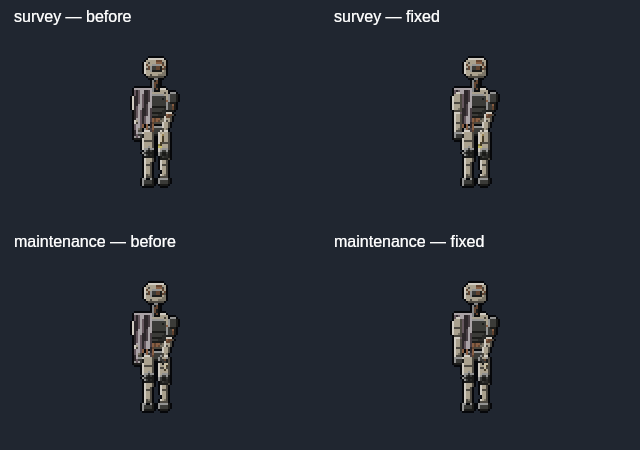 survey — before
survey — fixed
maintenance — before
maintenance — fixed